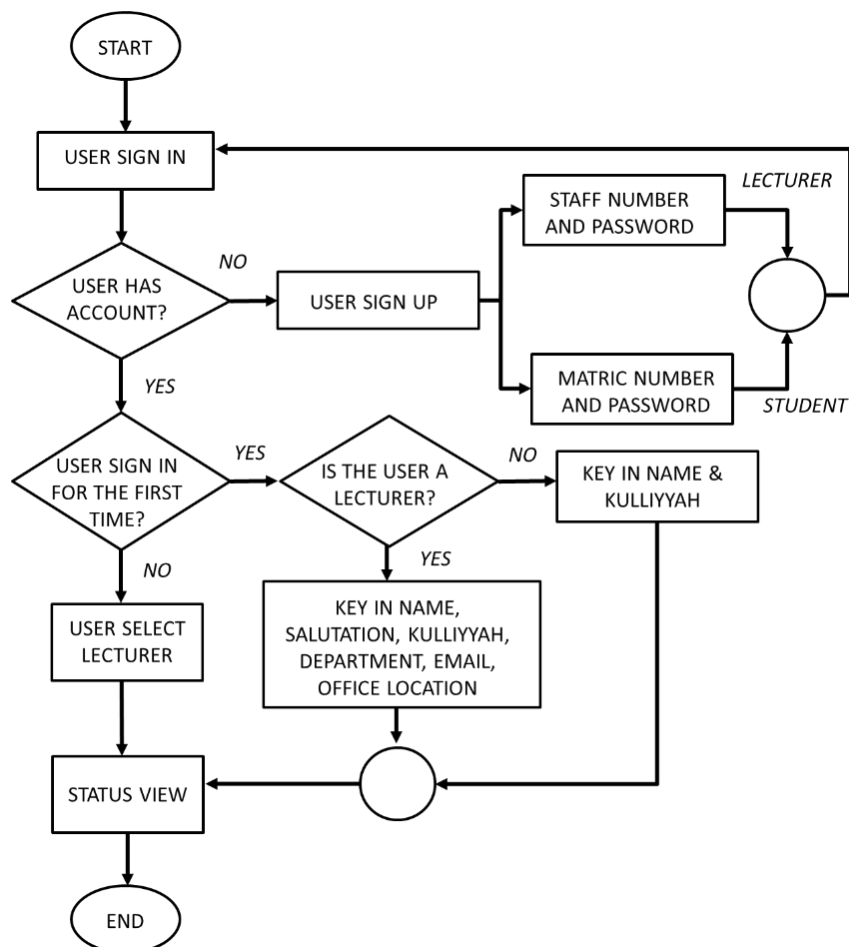 START
USER SIGN IN
LECTURER
STAFF NUMBER
AND PASSWORD
NO
USER HAS
ACCOUNT?
USER SIGN UP
YES
MATRIC NUMBER
AND PASSWORD
STUDENT
USER SIGN IN
FOR THE FIRST
TIME?
YES
IS THE USER A
LECTURER?
NO
KEY IN NAME &
KULLIYYAH
NO
YES
USER SELECT
LECTURER
KEY IN NAME,
SALUTATION, KULLIYYAH,
DEPARTMENT, EMAIL,
OFFICE LOCATION
STATUS VIEW
END